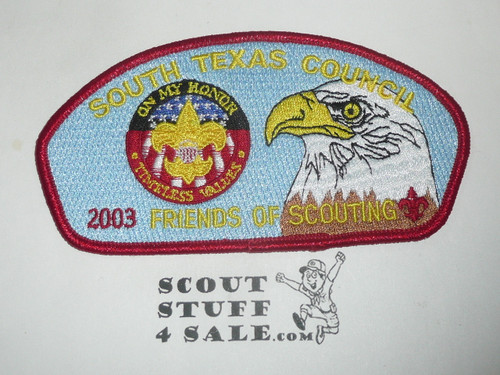 SOUTH TEXAS COUNCIL
ON MY HONOR
TIMELESS VALUES
2003 FRIENDS OF SCOUTING
SCOUT
STUFF
4 SALE.COM